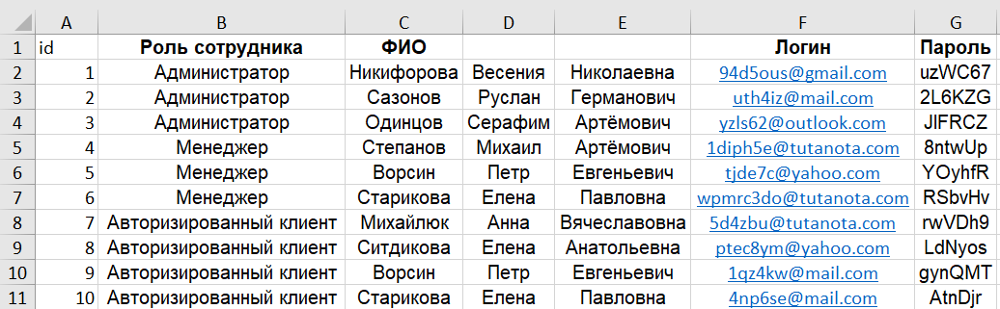 A B C D E F G
1 id Роль сотрудника ФИО Логин Пароль
2 1 Администратор Никифорова Весения Николаевна 94d5ous@gmail.com uzWC67
3 2 Администратор Сазонов Руслан Германович uth4iz@mail.com 2L6KZG
4 3 Администратор Одинцов Серафим Артёмович yzls62@outlook.com JlFRCZ
5 4 Менеджер Степанов Михаил Артёмович 1diph5e@tutanota.com 8ntwUp
6 5 Менеджер Ворсин Петр Евгеньевич tjde7c@yahoo.com YOyhfR
7 6 Менеджер Старикова Елена Павловна wpmrc3do@tutanota.com RSbvHv
8 7 Авторизированный клиент Михайлюк Анна Вячеславовна 5d4zbu@tutanota.com rwVDh9
9 8 Авторизированный клиент Ситдикова Елена Анатольевна ptec8ym@yahoo.com LdNyos
10 9 Авторизированный клиент Ворсин Петр Евгеньевич 1qz4kw@mail.com gynQMT
11 10 Авторизированный клиент Старикова Елена Павловна 4np6se@mail.com AtnDjr